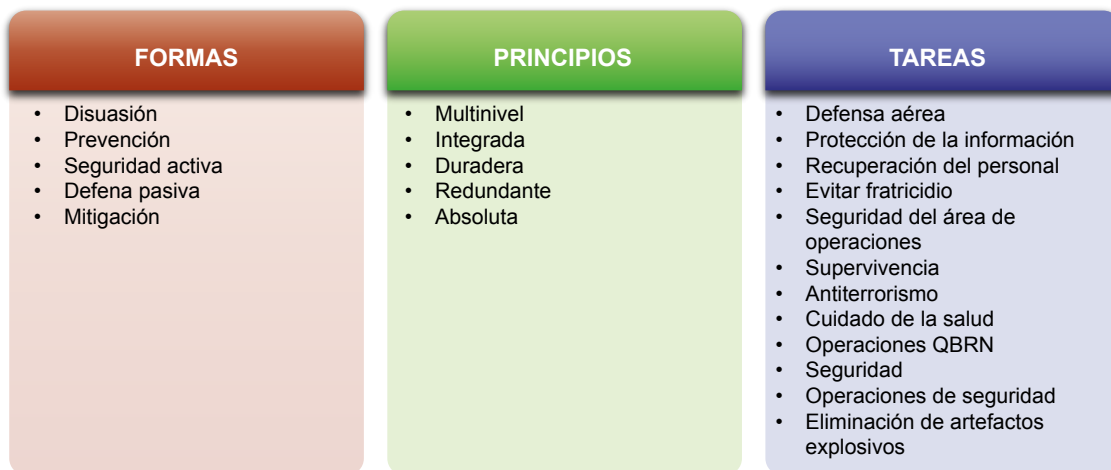 FORMAS
• Disuasión
• Prevención
• Seguridad activa
• Defena pasiva
• Mitigación
PRINCIPIOS
• Multinivel
• Integrada
• Duradera
• Redundante
• Absoluta
TAREAS
• Defensa aérea
• Protección de la información
• Recuperación del personal
• Evitar fratricidio
• Seguridad del área de
operaciones
• Supervivencia
• Antiterrorismo
• Cuidado de la salud
• Operaciones QBRN
• Seguridad
• Operaciones de seguridad
• Eliminación de artefactos
explosivos